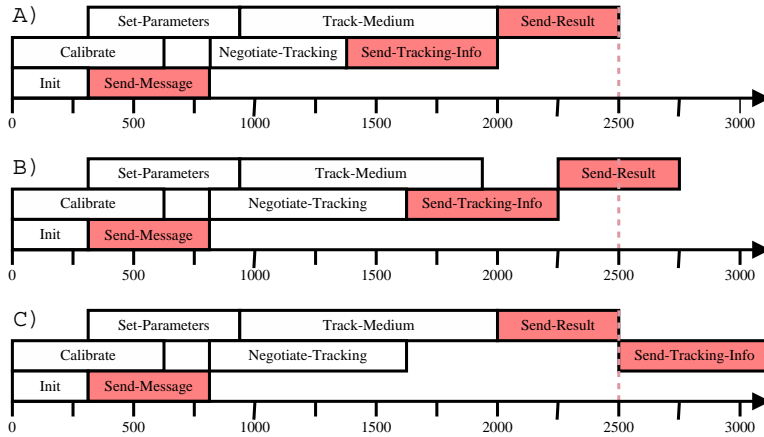 A)
Set-Parameters Track-Medium Send-Result
Calibrate Negotiate-Tracking Send-Tracking-Info
Init Send-Message
0 500 1000 1500 2000 2500 3000
B)
Set-Parameters Track-Medium Send-Result
Calibrate Negotiate-Tracking Send-Tracking-Info
Init Send-Message
0 500 1000 1500 2000 2500 3000
C)
Set-Parameters Track-Medium Send-Result
Calibrate Negotiate-Tracking Send-Tracking-Info
Init Send-Message
0 500 1000 1500 2000 2500 3000